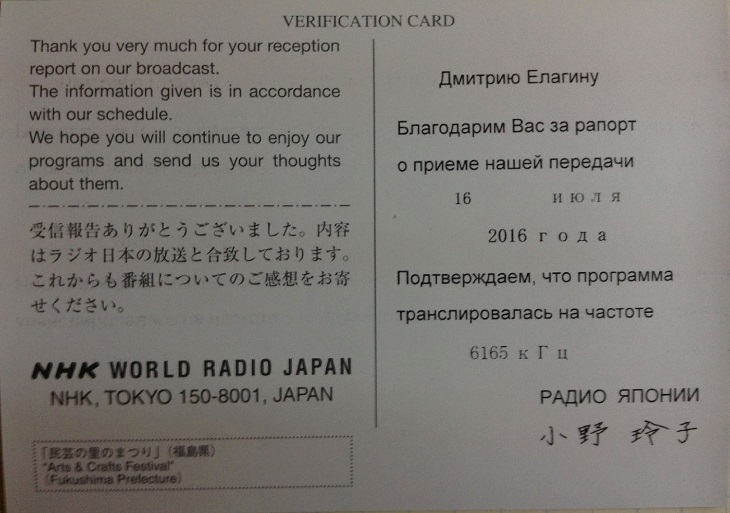 VERIFICATION CARD
Thank you very much for your reception
report on our broadcast.
The information given is in accordance
with our schedule.
We hope you will continue to enjoy our
programs and send us your thoughts
about them.
受信報告ありがとうございました。内容
はラジオ日本の放送と合致しております。
これからも番組についてのご感想をお寄
せください。
NHK WORLD RADIO JAPAN
NHK, TOKYO 150-8001, JAPAN
「民芸の里のまつり」（福島県）
"Arts & Crafts Festival"
(Fukushima Prefecture)
Дмитрию Елагину
Благодарим Вас за рапорт
о приеме нашей передачи
16 июля
2016 года
Подтверждаем, что программа
транслировалась на частоте
6165 кГц
РАДИО ЯПОНИИ
小野 玲子